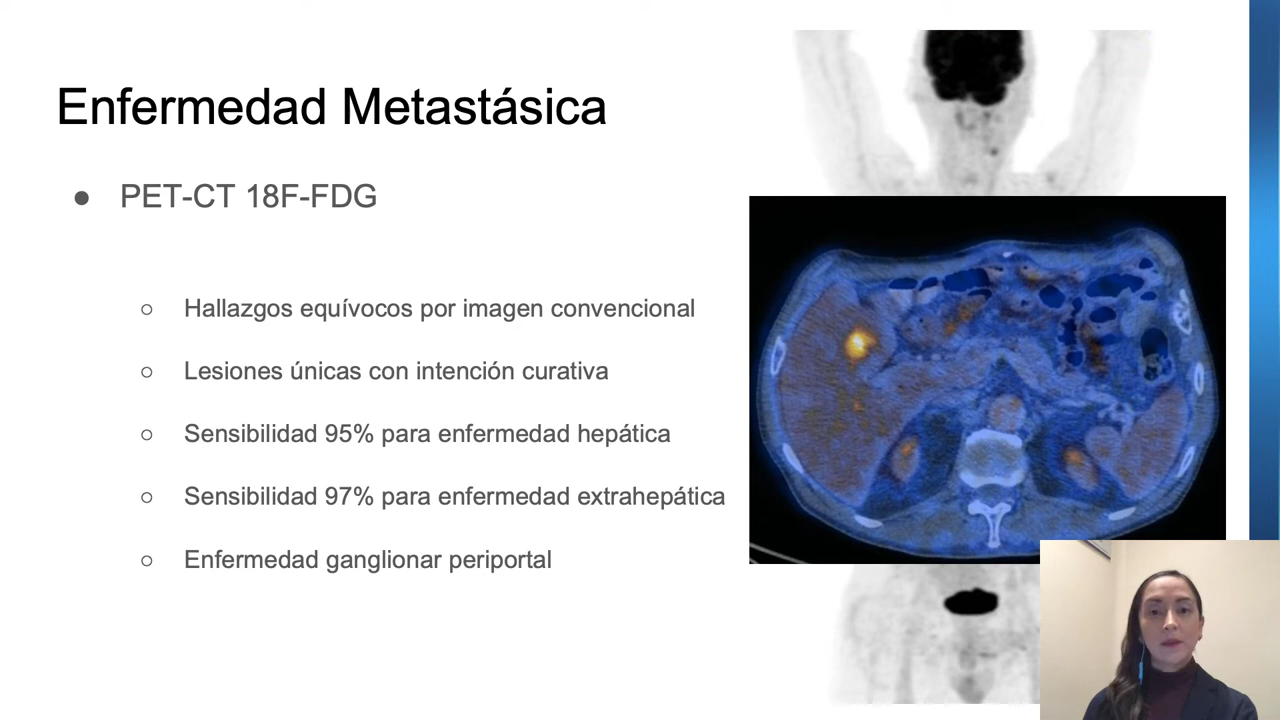 Enfermedad Metastásica
● PET-CT 18F-FDG
○ Hallazgos equívocos por imagen convencional
○ Lesiones únicas con intención curativa
○ Sensibilidad 95% para enfermedad hepática
○ Sensibilidad 97% para enfermedad extrahepática
○ Enfermedad ganglionar periportal